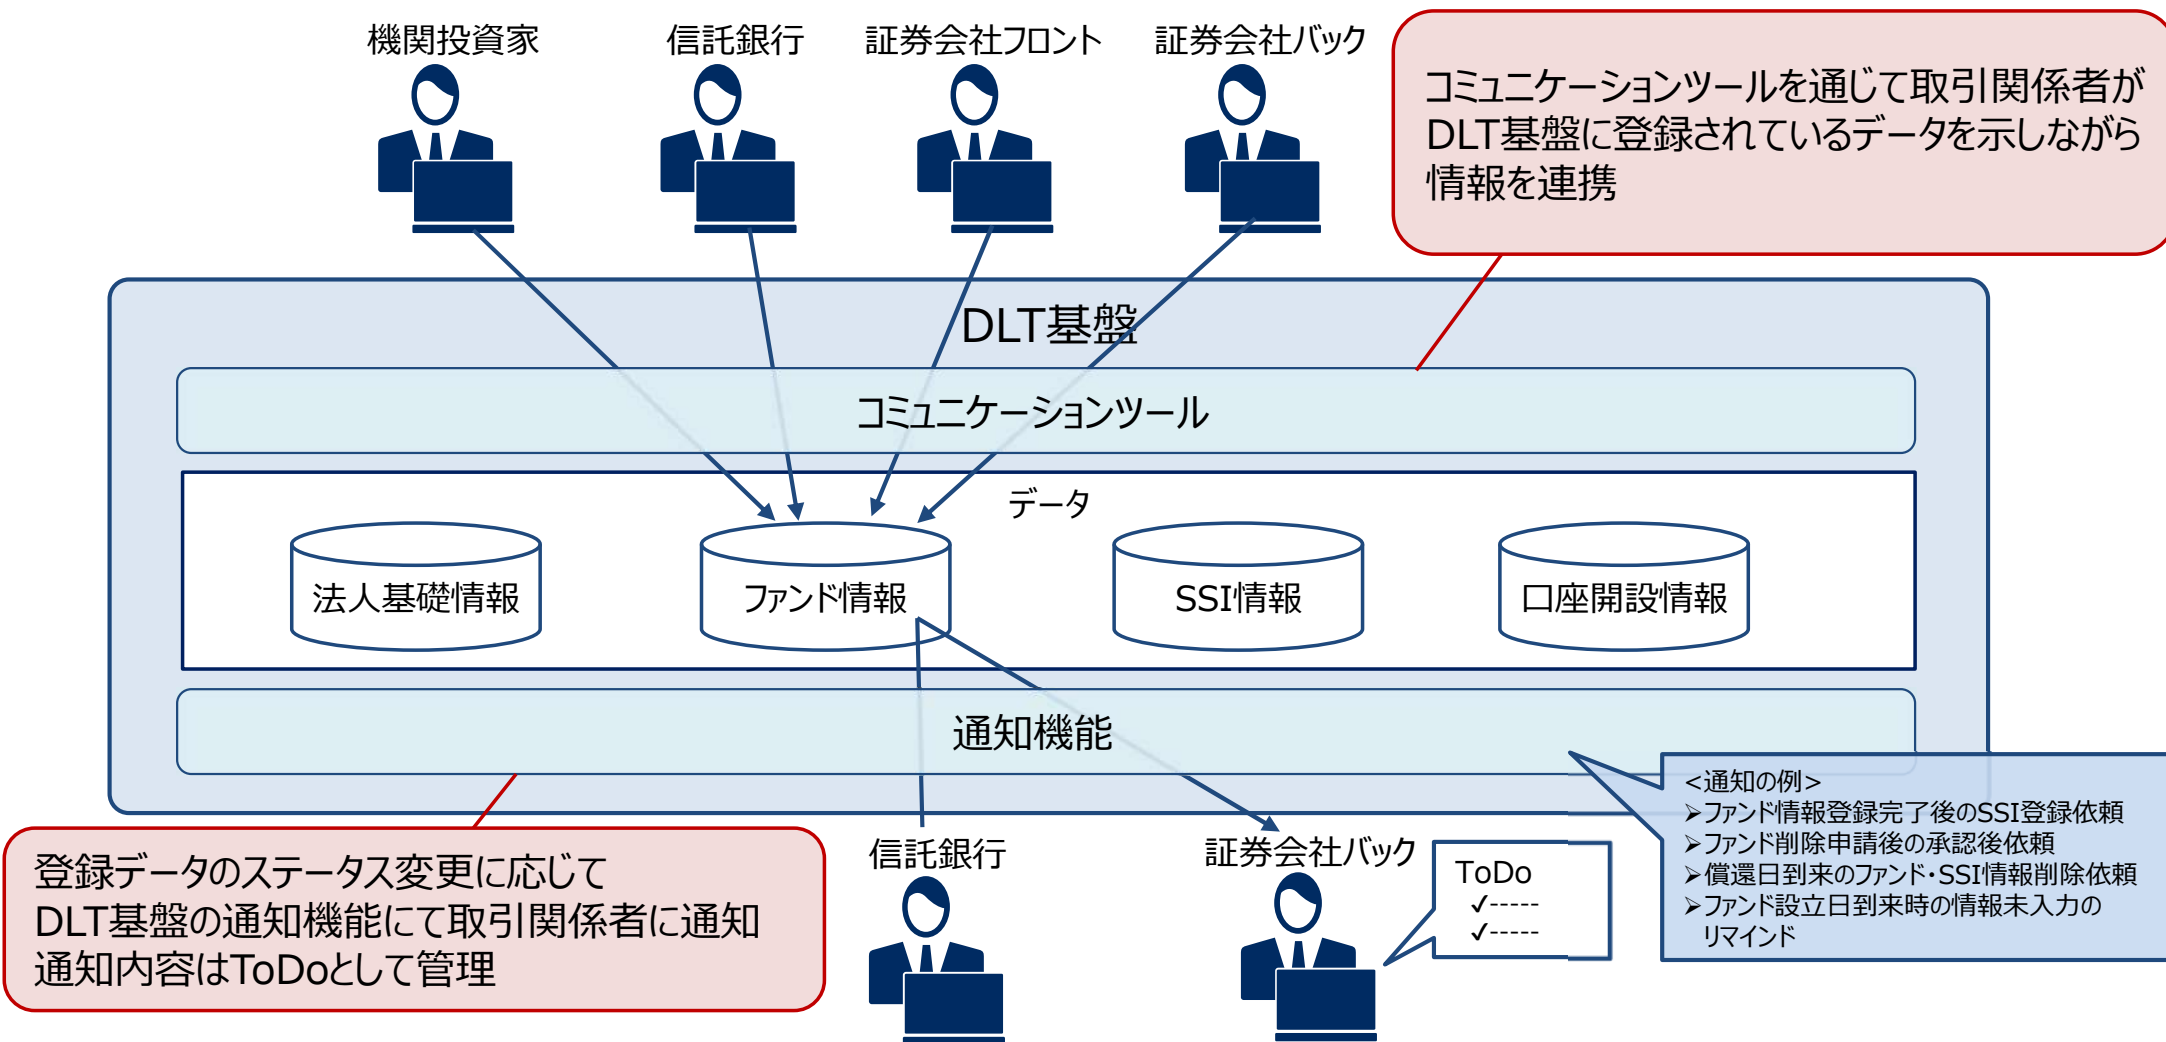 機関投資家
信託銀行
証券会社フロント
証券会社バック
コミュニケーションツールを通じて取引関係者が
DLT基盤に登録されているデータを示しながら
情報を連携
DLT基盤
コミュニケーションツール
データ
法人基礎情報
ファンド情報
SSI情報
口座開設情報
通知機能
<通知の例>
➢ファンド情報登録完了後のSSI登録依頼
➢ファンド削除申請後の承認後依頼
➢償還日到来のファンド・SSI情報削除依頼
➢ファンド設立日到来時の情報未入力の
リマインド
登録データのステータス変更に応じて
DLT基盤の通知機能にて取引関係者に通知
通知内容はToDoとして管理
信託銀行
証券会社バック
ToDo
✓-----
✓-----